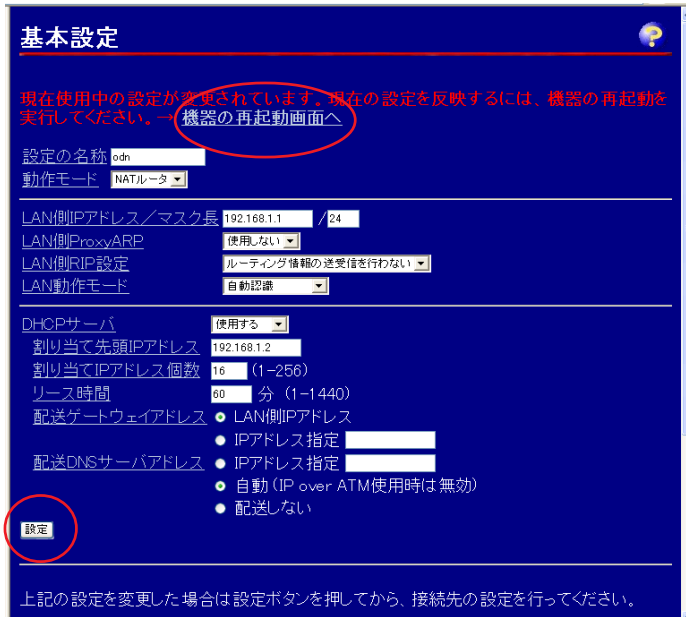 基本設定
現在使用中の設定が変更されています。現在の設定を反映するには、機器の再起動を
実行してください。→ 機器の再起動画面へ
設定の名称 odn
動作モード NATルータ
LAN側IPアドレス／マスク長 192.168.1.1 / 24
LAN側ProxyARP 使用しない
LAN側RIP設定 ルーティング情報の送受信を行わない
LAN動作モード 自動認識
DHCPサーバ 使用する
割り当て先頭IPアドレス 192.168.1.2
割り当てIPアドレス個数 16 (1-256)
リース時間 60 分 (1-1440)
配送ゲートウェイアドレス LAN側IPアドレス
IPアドレス指定
配送DNSサーバアドレス IPアドレス指定
自動(IP over ATM使用時は無効)
配送しない
設定
上記の設定を変更した場合は設定ボタンを押してから、接続先の設定を行ってください。